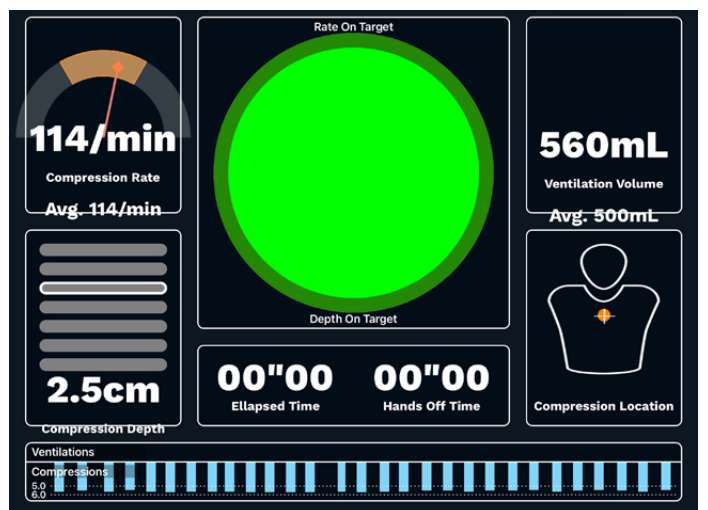 114/min
Compression Rate
Avg. 114/min
Rate On Target
Depth On Target
560mL
Ventilation Volume
Avg. 500mL
2.5cm
Compression Depth
00"00
Ellapsed Time
00"00
Hands Off Time
Compression Location
Ventilations
Compressions
5.0
6.0